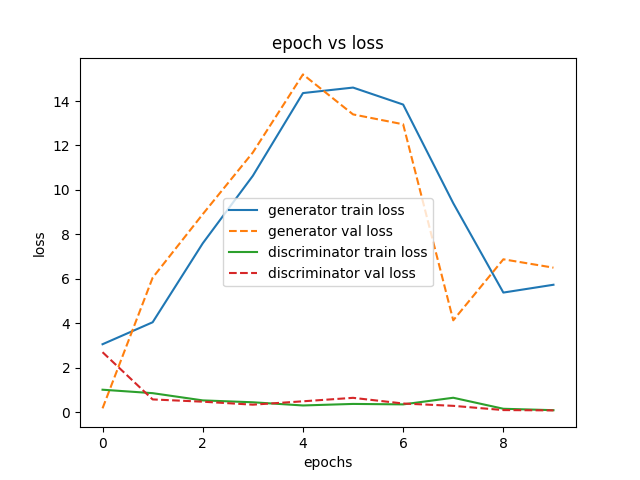 epoch vs loss
loss
14
12
10
8
6
4
2
0
generator train loss
generator val loss
discriminator train loss
discriminator val loss
0 2 4 6 8
epochs